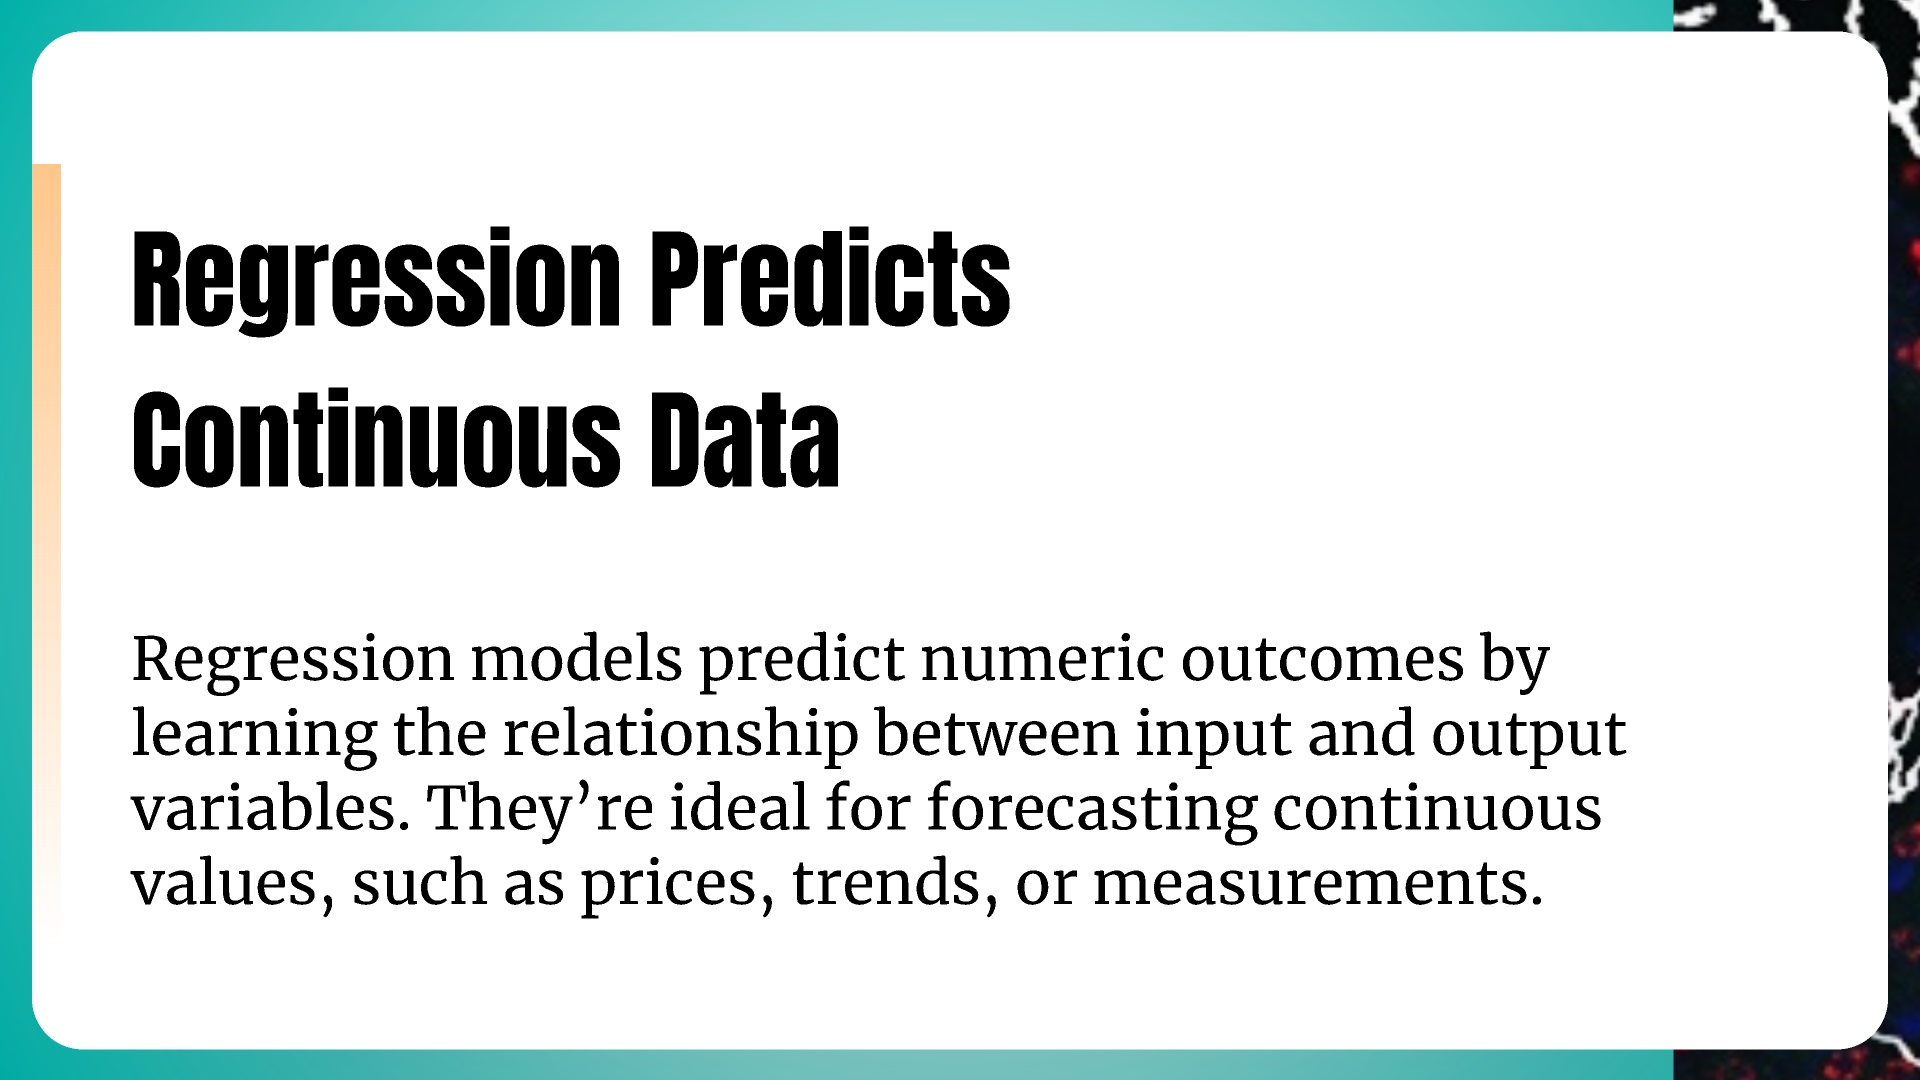 Regression Predicts
Continuous Data
Regression models predict numeric outcomes by
learning the relationship between input and output
variables. They’re ideal for forecasting continuous
values, such as prices, trends, or measurements.